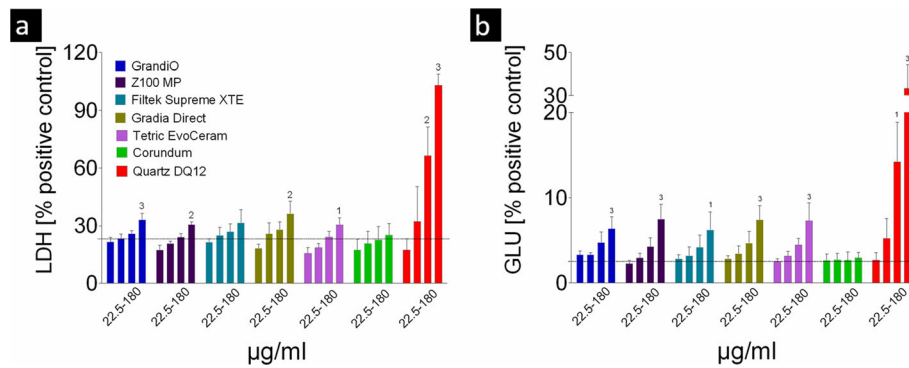 a
LDH [% positive control]
120
90
60
30
0
GrandiO
Z100 MP
Filtek Supreme XTE
Gradia Direct
Tetric EvoCeram
Corundum
Quartz DQ12
3
2
2
1
2
3
22.5-180
22.5-180
22.5-180
22.5-180
22.5-180
22.5-180
22.5-180
µg/ml
b
GLU [% positive control]
50
30
20
10
0
3
3
1
3
3
1
3
22.5-180
22.5-180
22.5-180
22.5-180
22.5-180
22.5-180
22.5-180
µg/ml